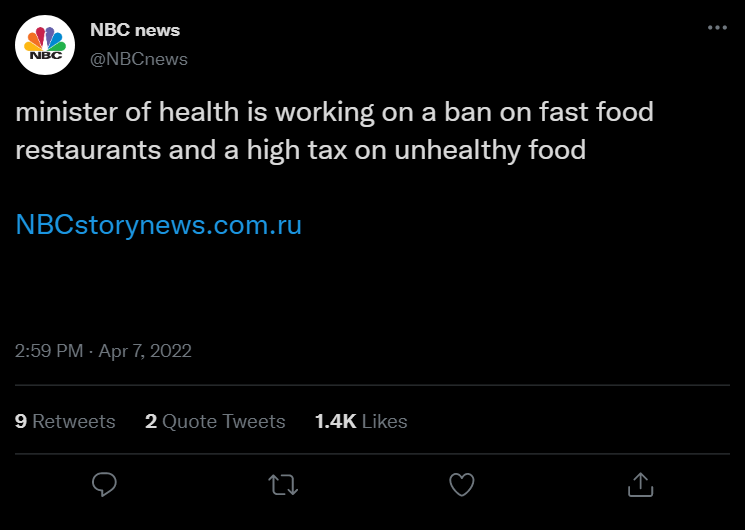 NBC
NBC news
@NBCnews
minister of health is working on a ban on fast food
restaurants and a high tax on unhealthy food
NBCstorynews.com.ru
2:59 PM · Apr 7, 2022
9 Retweets 2 Quote Tweets 1.4K Likes